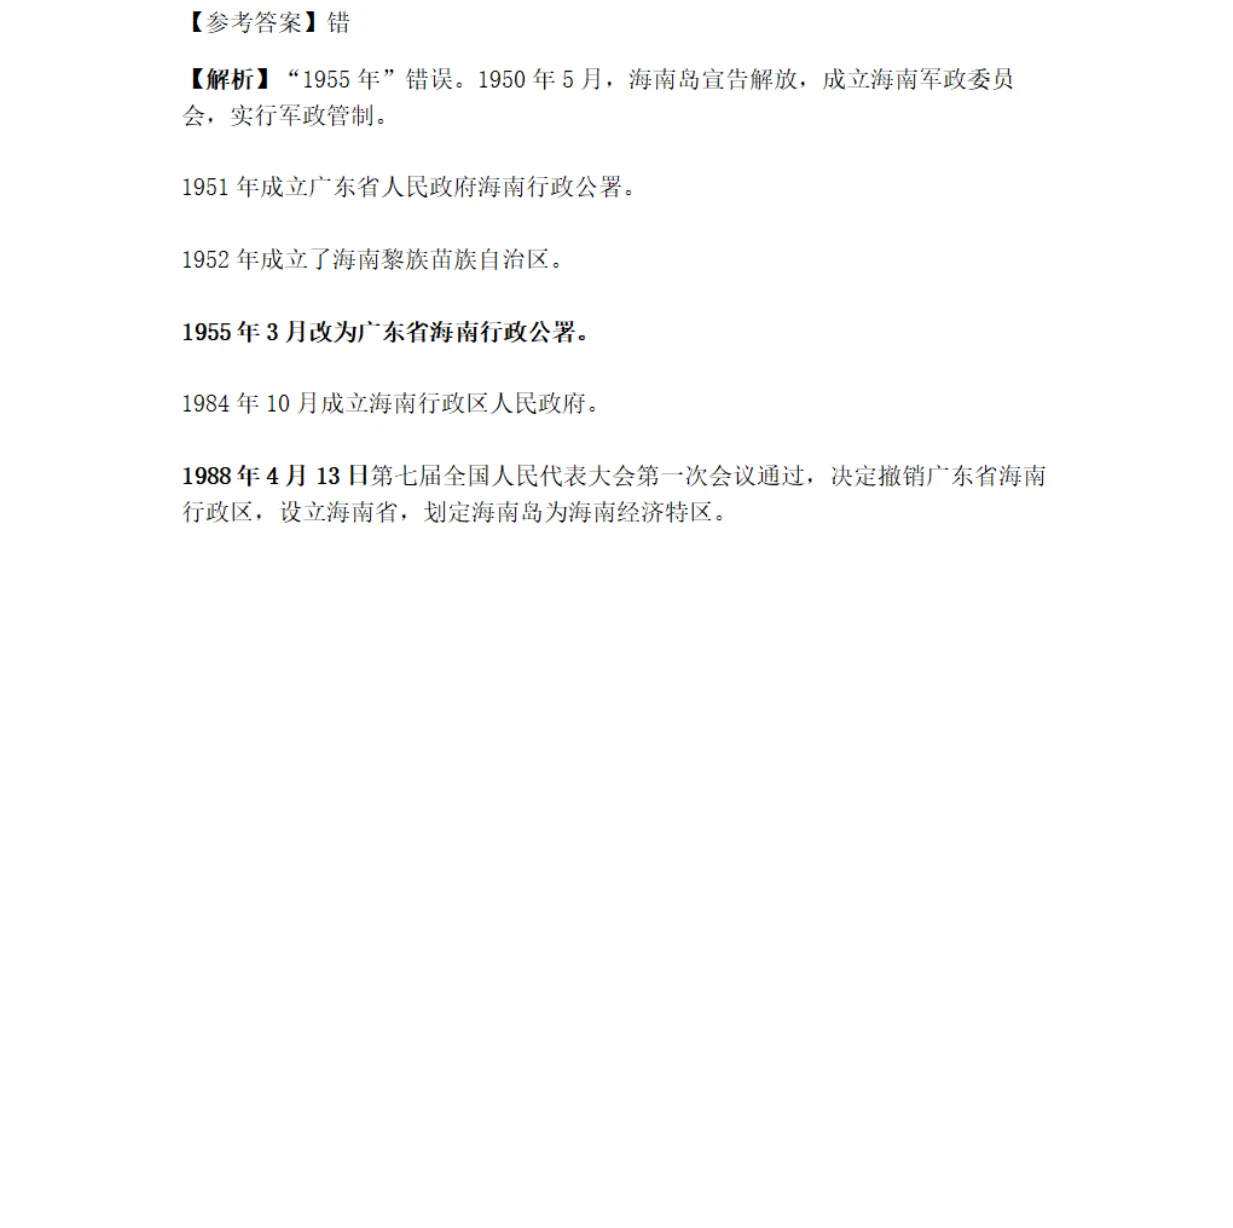 【参考答案】错
【解析】“1955 年”错误。1950 年 5 月，海南岛宣告解放，成立海南军政委员
会，实行军政管制。
1951 年成立广东省人民政府海南行政公署。
1952 年成立了海南黎族苗族自治区。
1955 年 3 月改为广东省海南行政公署。
1984 年 10 月成立海南行政区人民政府。
1988 年 4 月 13 日第七届全国人民代表大会第一次会议通过，决定撤销广东省海南
行政区，设立海南省，划定海南岛为海南经济特区。